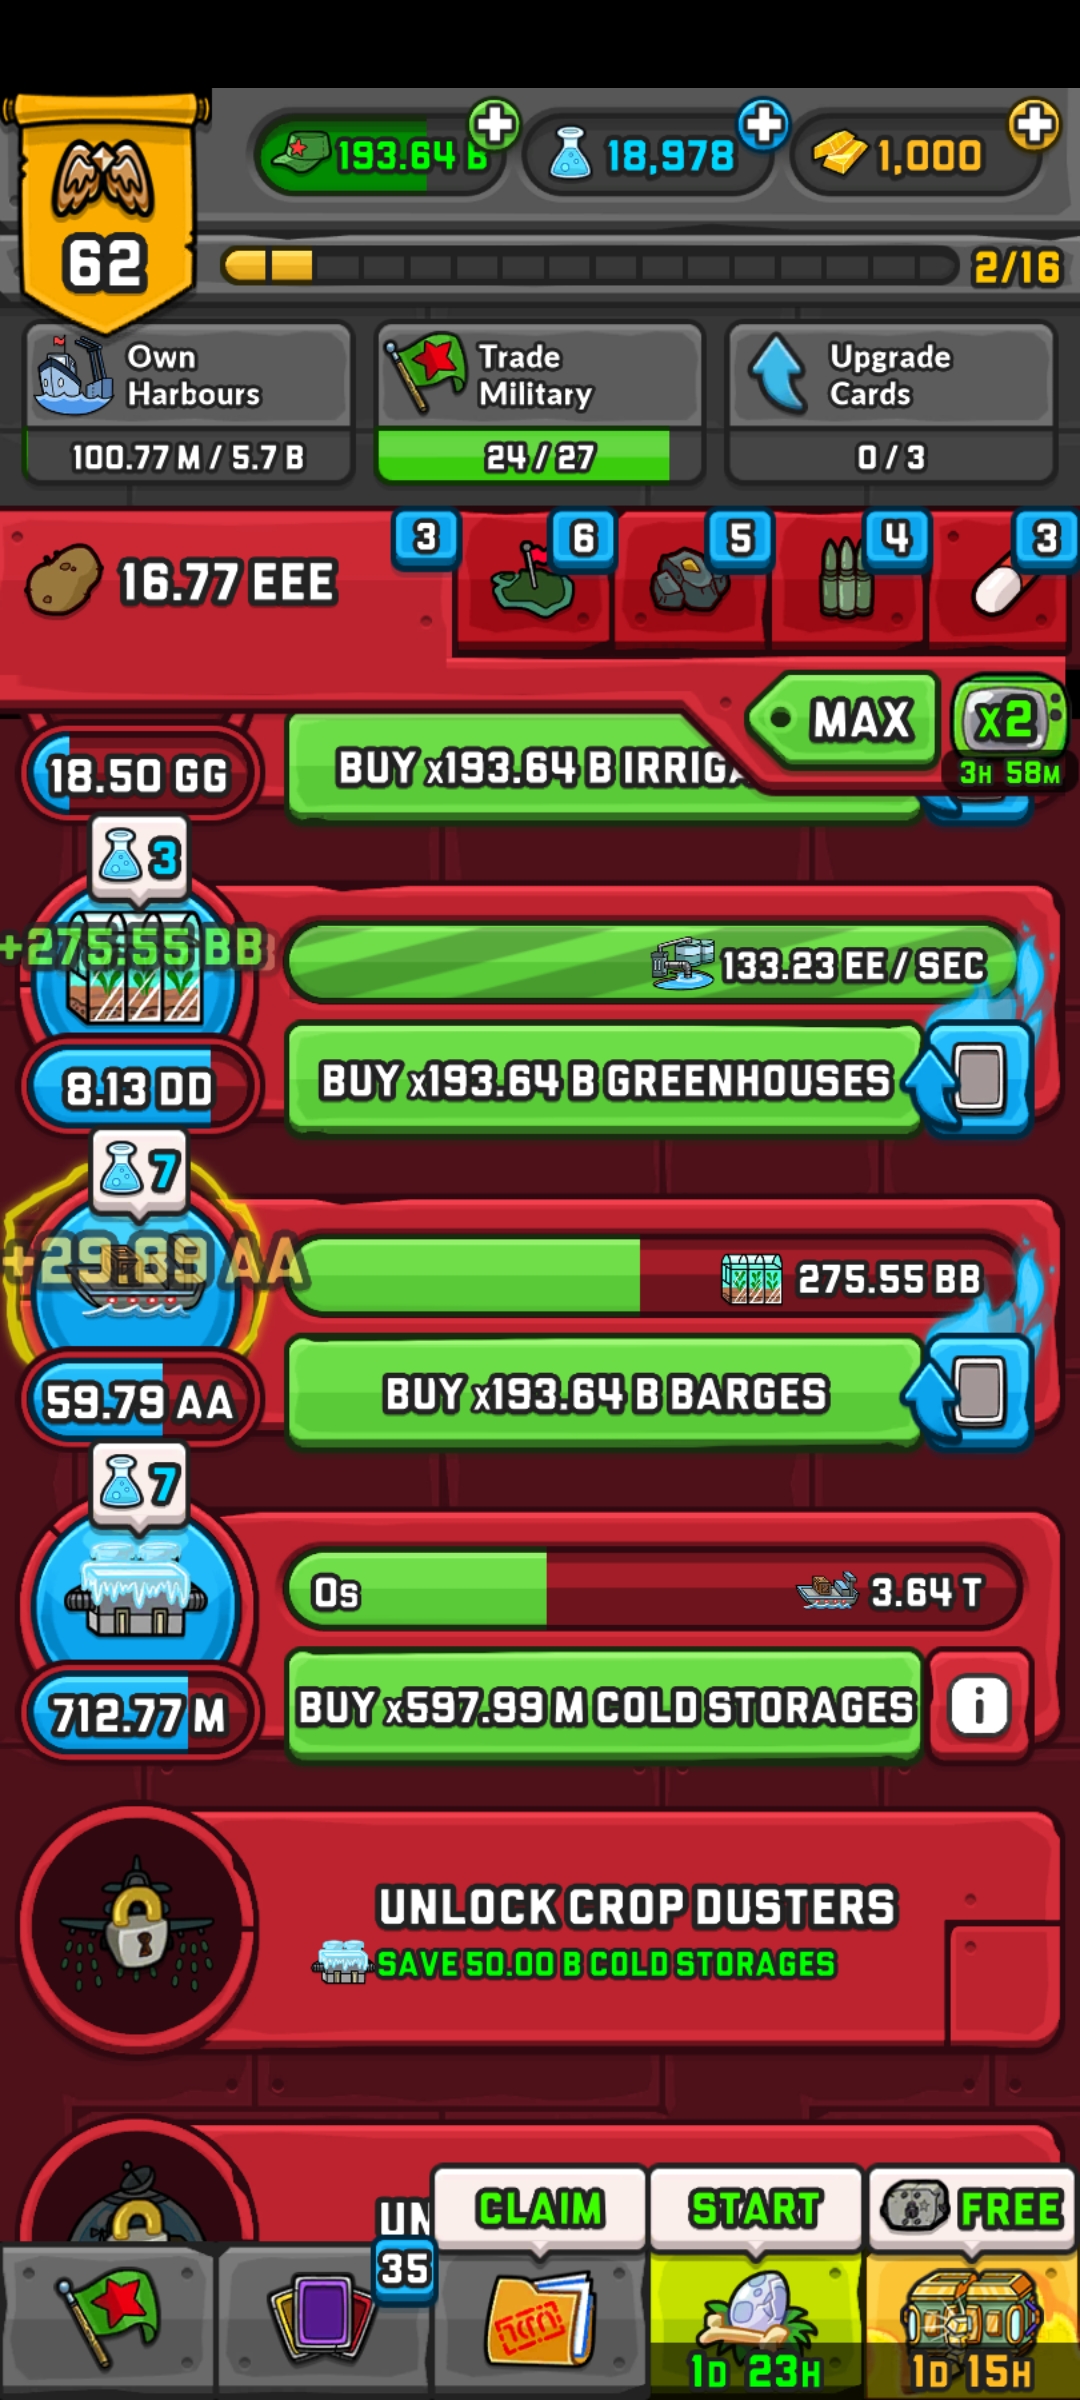 193.64 B
18,978
1,000
62
2/16
Own
Harbours
100.77 M / 5.7 B
Trade
Military
24 / 27
Upgrade
Cards
0 / 3
16.77 EEE
3
6
5
4
3
MAX
x2
3H 58M
18.50 GG
BUY x193.64 B IRRIGA
3
+275.55 BB
133.23 EE / SEC
8.13 DD
BUY x193.64 B GREENHOUSES
7
+29.89 AA
275.55 BB
59.79 AA
BUY x193.64 B BARGES
7
0s
3.64 T
712.77 M
BUY x597.99 M COLD STORAGES
i
UNLOCK CROP DUSTERS
SAVE 50.00 B COLD STORAGES
UN
CLAIM
START
FREE
35
1D 23H
1D 15H